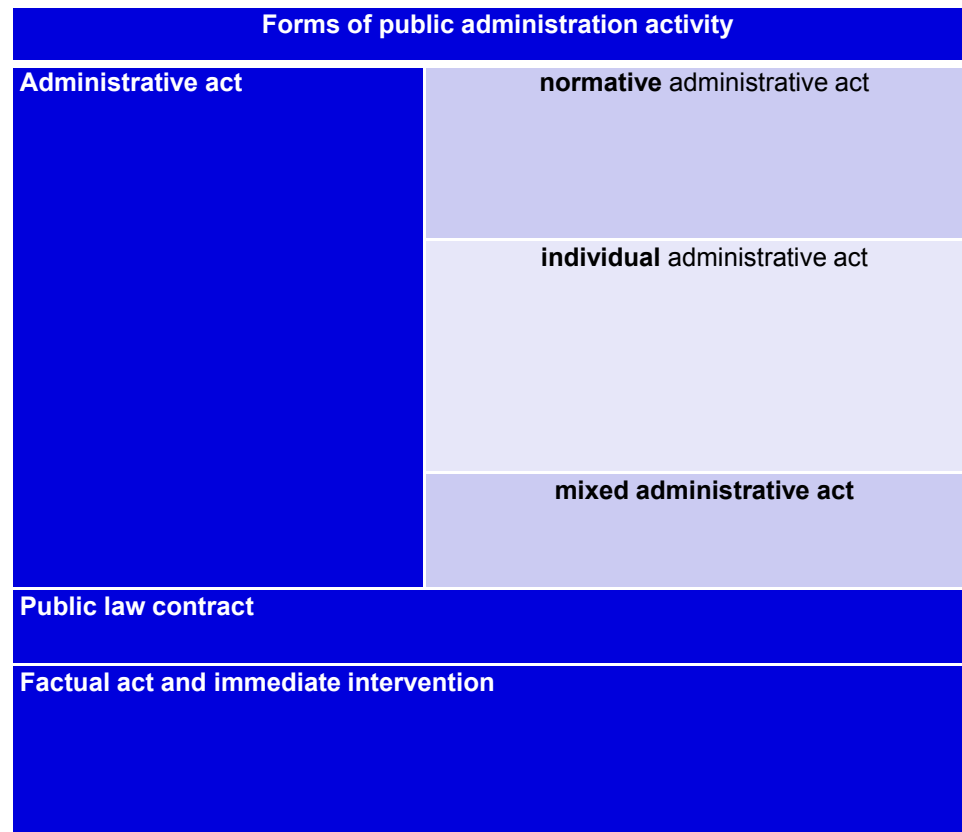 Forms of public administration activity
Administrative act
normative administrative act
individual administrative act
mixed administrative act
Public law contract
Factual act and immediate intervention